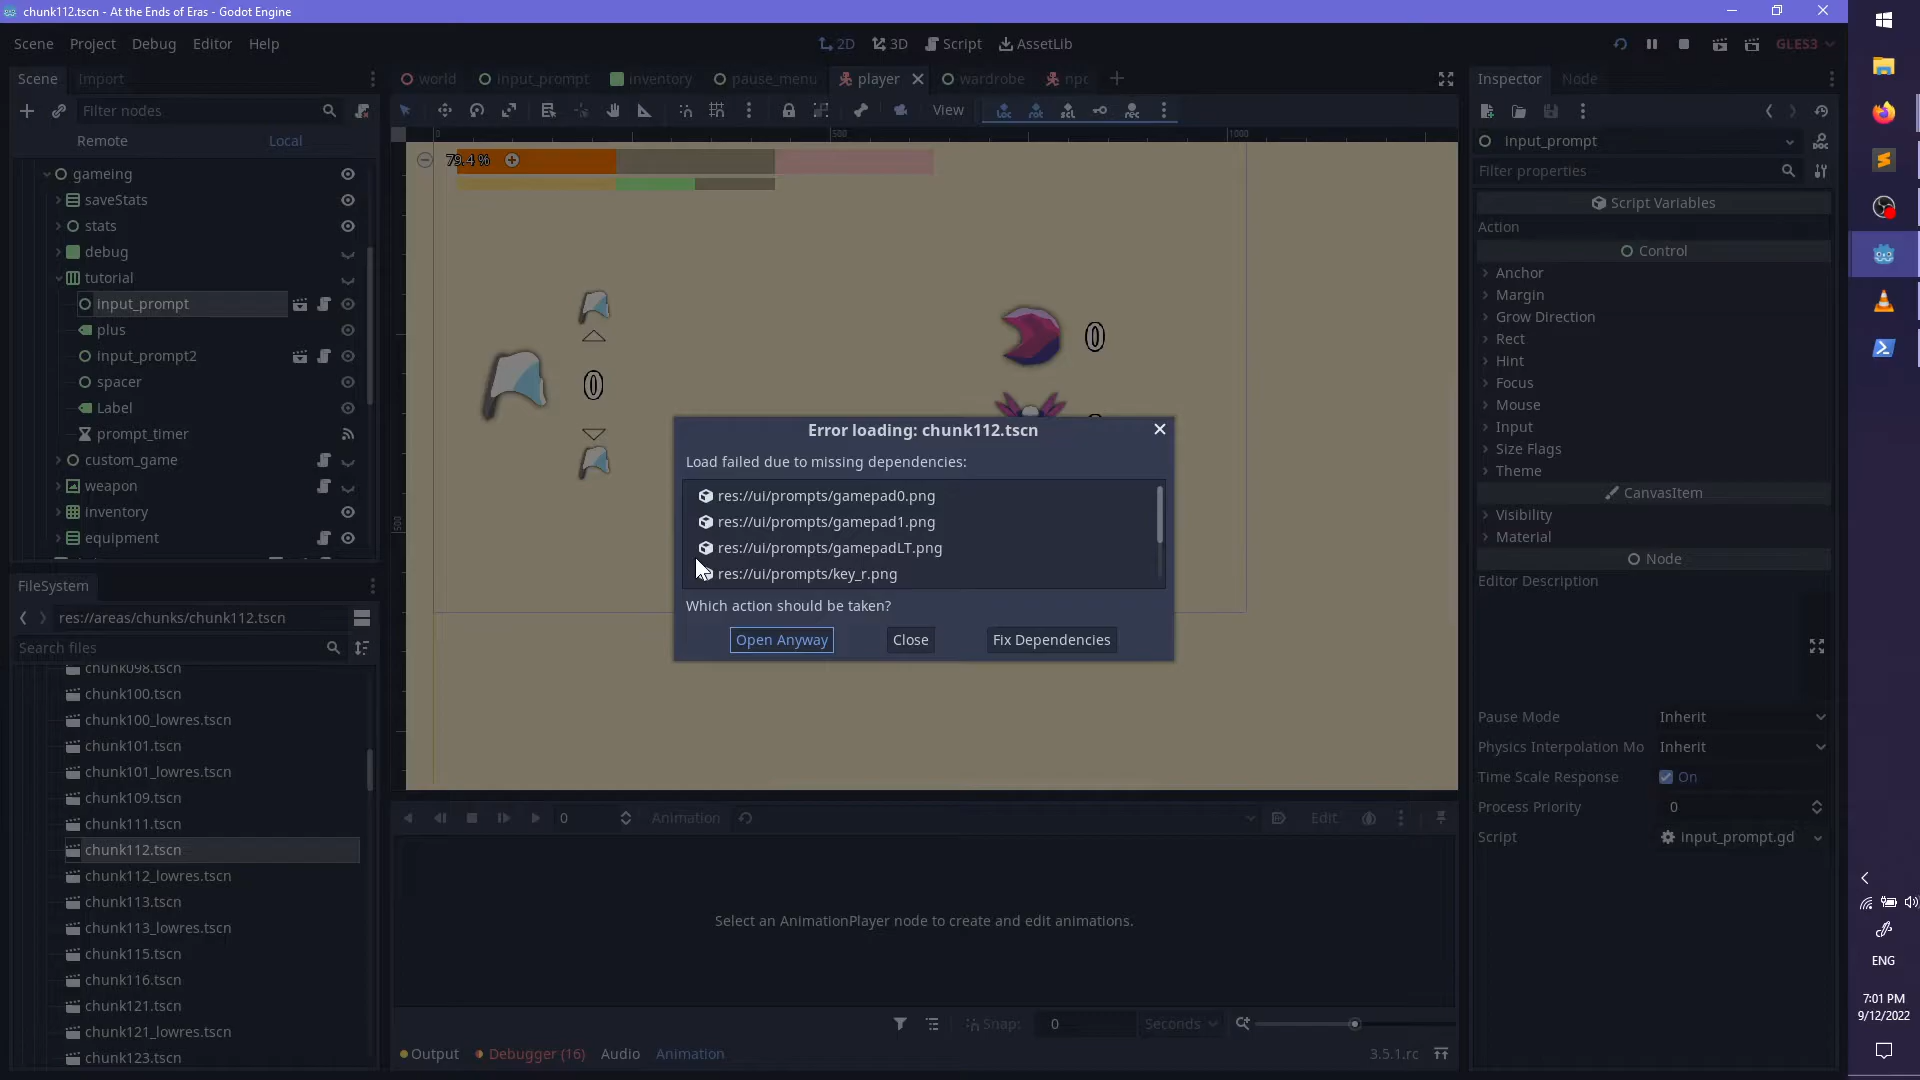 chunk112.tscn - At the Ends of Eras - Godot Engine
Scene Project Debug Editor Help
2D 3D Script AssetLib
GLES3
Scene Import
world input_prompt inventory pause_menu player wardrobe npc
Inspector Node
Filter nodes
View
Remote Local
input_prompt
Filter properties
0 500 1000
79.4 %
gameing
saveStats
stats
debug
tutorial
input_prompt
plus
input_prompt2
spacer
Label
prompt_timer
custom_game
weapon
inventory
equipment
500
0
0
Error loading: chunk112.tscn
Load failed due to missing dependencies:
res://ui/prompts/gamepad0.png
res://ui/prompts/gamepad1.png
res://ui/prompts/gamepadLT.png
res://ui/prompts/key_r.png
Which action should be taken?
Open Anyway Close Fix Dependencies
Script Variables
Action
Control
Anchor
Margin
Grow Direction
Rect
Hint
Focus
Mouse
Input
Size Flags
Theme
CanvasItem
Visibility
Material
Node
Editor Description
Pause Mode Inherit
Physics Interpolation Mo Inherit
Time Scale Response On
Process Priority 0
Script input_prompt.gd
FileSystem
res://areas/chunks/chunk112.tscn
Search files
chunk098.tscn
chunk100.tscn
chunk100_lowres.tscn
chunk101.tscn
chunk101_lowres.tscn
chunk109.tscn
chunk111.tscn
chunk112.tscn
chunk112_lowres.tscn
chunk113.tscn
chunk113_lowres.tscn
chunk115.tscn
chunk116.tscn
chunk121.tscn
chunk121_lowres.tscn
chunk123.tscn
0 Animation Edit
Select an AnimationPlayer node to create and edit animations.
Snap: 0 Seconds
Output Debugger (16) Audio Animation 3.5.1.rc
ENG
7:01 PM
9/12/2022